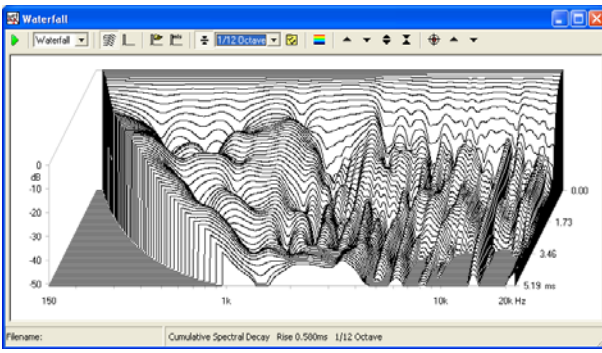 Waterfall
Waterfall 1/12 Octave
0
dB
-10
-20
-30
-40
-50
0.00
1.73
3.46
5.19 ms
150 1k 10k 20k Hz
Filename: Cumulative Spectral Decay Rise 0.580ms 1/12 Octave